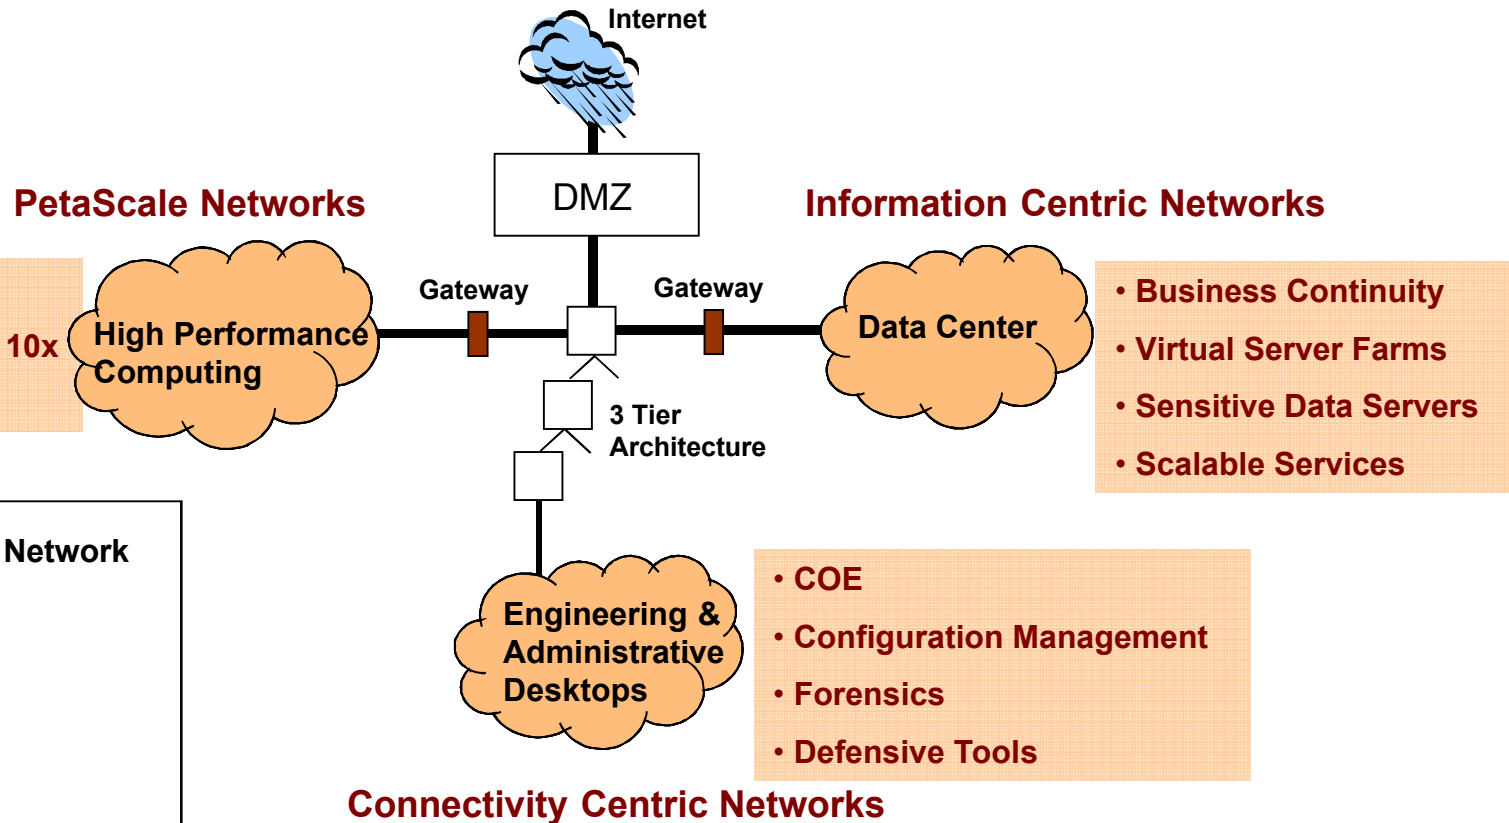 Internet
DMZ
PetaScale Networks
Information Centric Networks
Gateway
Gateway
10x
High Performance
Computing
Data Center
• Business Continuity
• Virtual Server Farms
• Sensitive Data Servers
• Scalable Services
3 Tier
Architecture
Network
Engineering &
Administrative
Desktops
• COE
• Configuration Management
• Forensics
• Defensive Tools
Connectivity Centric Networks